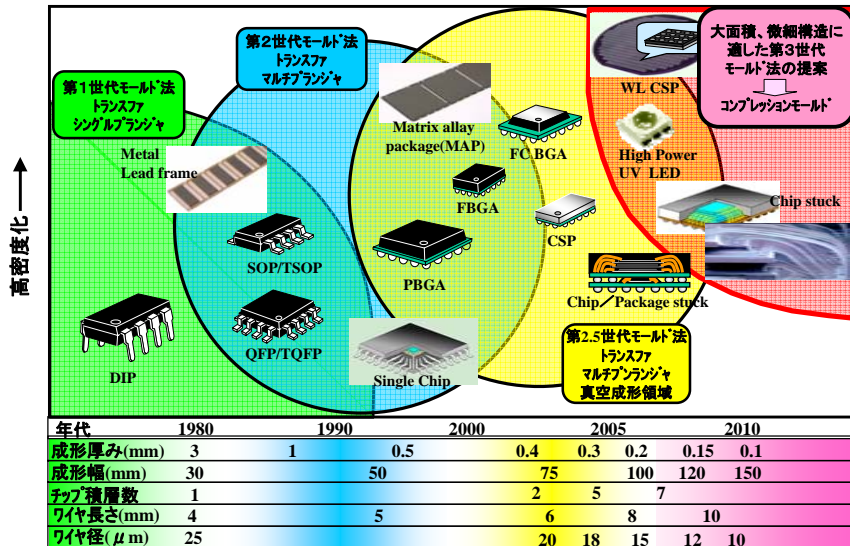 第1世代モールド法
トランスファ
シングルプランジャ
第2世代モールド法
トランスファ
マルチプランジャ
大面積、微細構造に
適した第3世代
モールド法の提案
コンプレッションモールド
WL CSP
Metal
Lead frame
Matrix allay
package(MAP)
FC BGA
High Power
UV LED
FBGA
Chip stuck
SOP/TSOP
CSP
PBGA
Chip/Package stuck
QFP/TQFP
DIP
Single Chip
第2.5世代モールド法
トランスファ
マルチプンランジャ
真空成形領域
高密度化
年代 1980 1990 2000 2005 2010
成形厚み(mm) 3 1 0.5 0.4 0.3 0.2 0.15 0.1
成形幅(mm) 30 50 75 100 120 150
チップ積層数 1 2 5 7
ワイヤ長さ(mm) 4 5 6 8 10
ワイヤ径(μm) 25 20 18 15 12 10